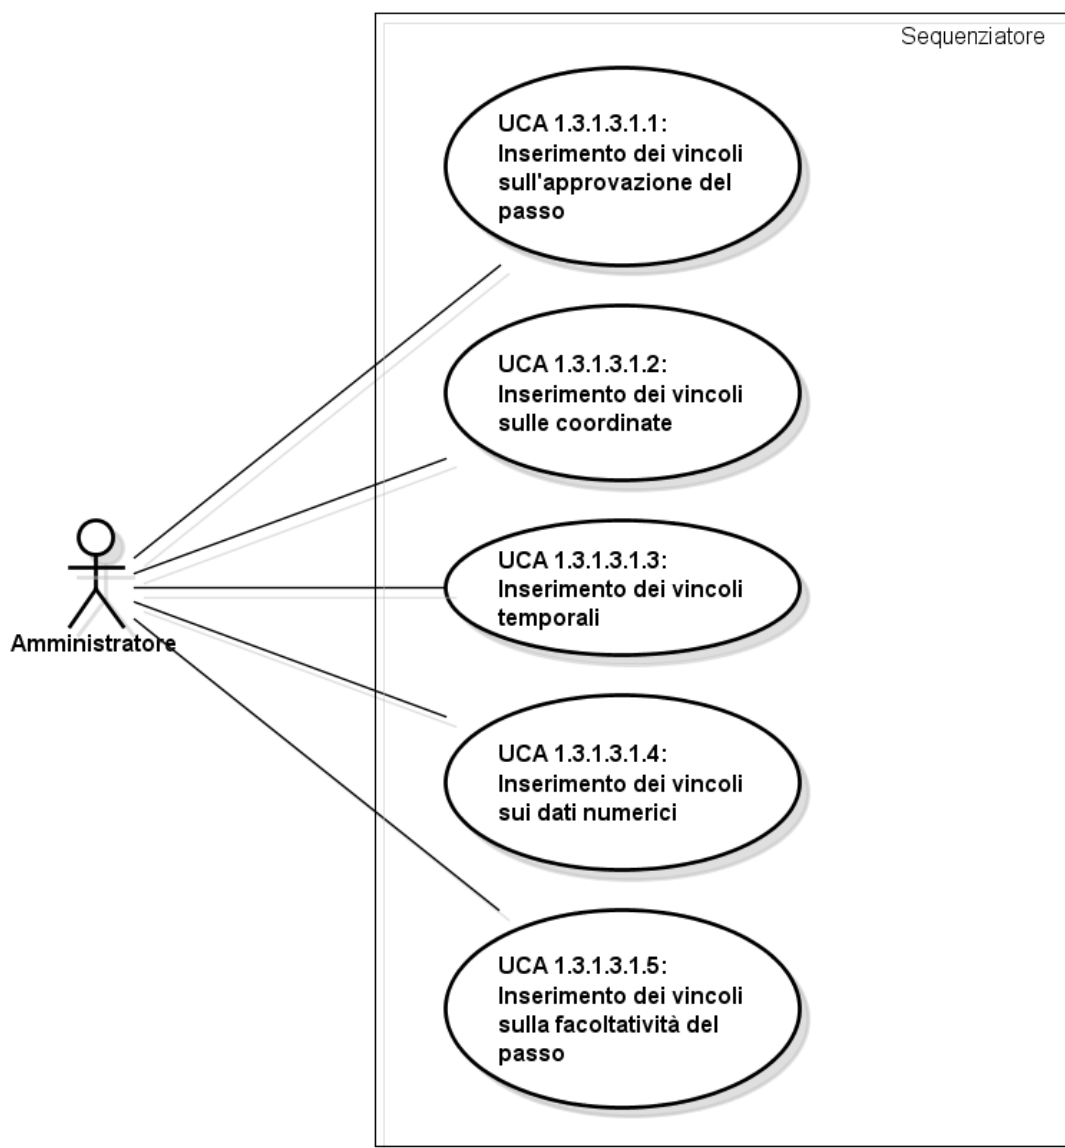 Sequenziatore
UCA 1.3.1.3.1.1:
Inserimento dei vincoli
sull'approvazione del
passo
UCA 1.3.1.3.1.2:
Inserimento dei vincoli
sulle coordinate
UCA 1.3.1.3.1.3:
Inserimento dei vincoli
temporali
Amministratore
UCA 1.3.1.3.1.4:
Inserimento dei vincoli
sui dati numerici
UCA 1.3.1.3.1.5:
Inserimento dei vincoli
sulla facoltatività del
passo